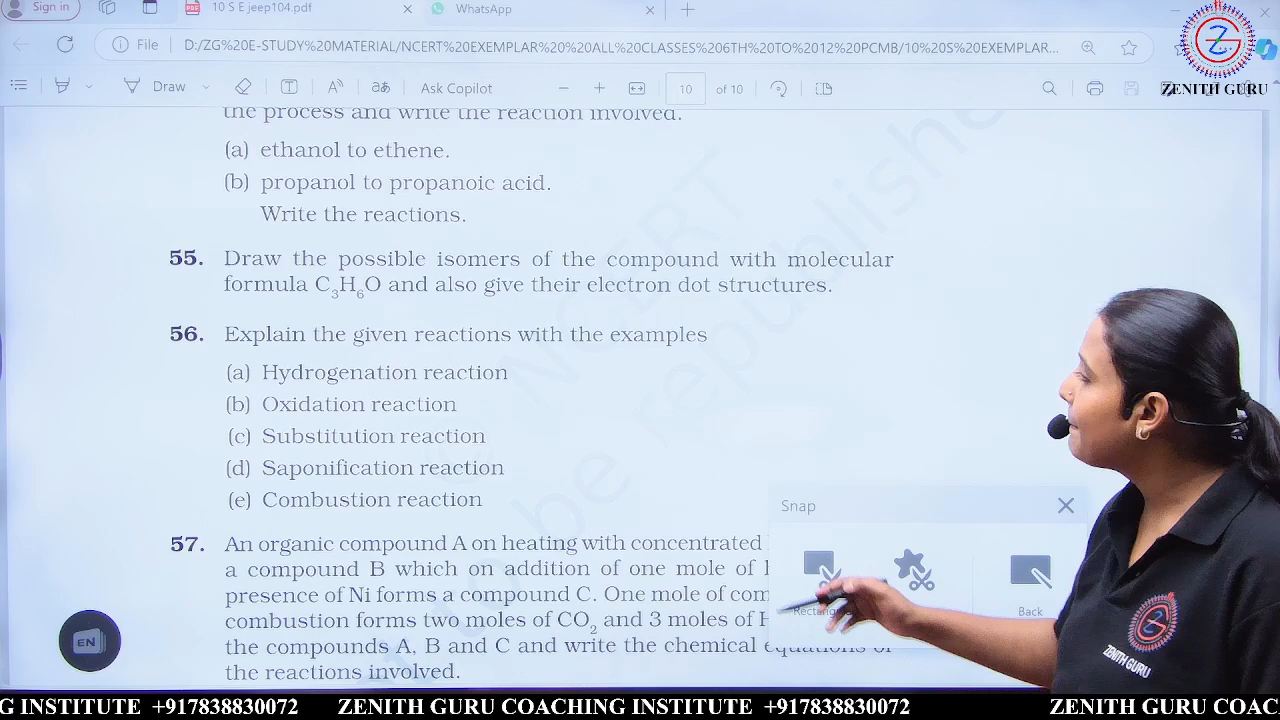 Sign in
10 S E jeep104.pdf
WhatsApp
File
D:/ZG%20E-STUDY%20MATERIAL/NCERT%20EXEMPLAR%20%20ALL%20CLASSES%206TH%20TO%2012%20PCMB/10%20S%20EXEMPLAR...
ZENITH GURU
Draw
Ask Copilot
10
of 10
the process and write the reaction involved.
(a) ethanol to ethene.
(b) propanol to propanoic acid.
Write the reactions.
55. Draw the possible isomers of the compound with molecular
formula C₃H₆O and also give their electron dot structures.
56. Explain the given reactions with the examples
(a) Hydrogenation reaction
(b) Oxidation reaction
(c) Substitution reaction
(d) Saponification reaction
(e) Combustion reaction
57. An organic compound A on heating with concentrated
a compound B which on addition of one mole of
presence of Ni forms a compound C. One mole of
combustion forms two moles of CO₂ and 3 moles of
the compounds A, B and C and write the chemical equations of
the reactions involved.
© NCERT
be republished
Snap
Back
EN
ZENITH GURU
G INSTITUTE +917838830072 ZENITH GURU COACHING INSTITUTE +917838830072 ZENITH GURU COAC